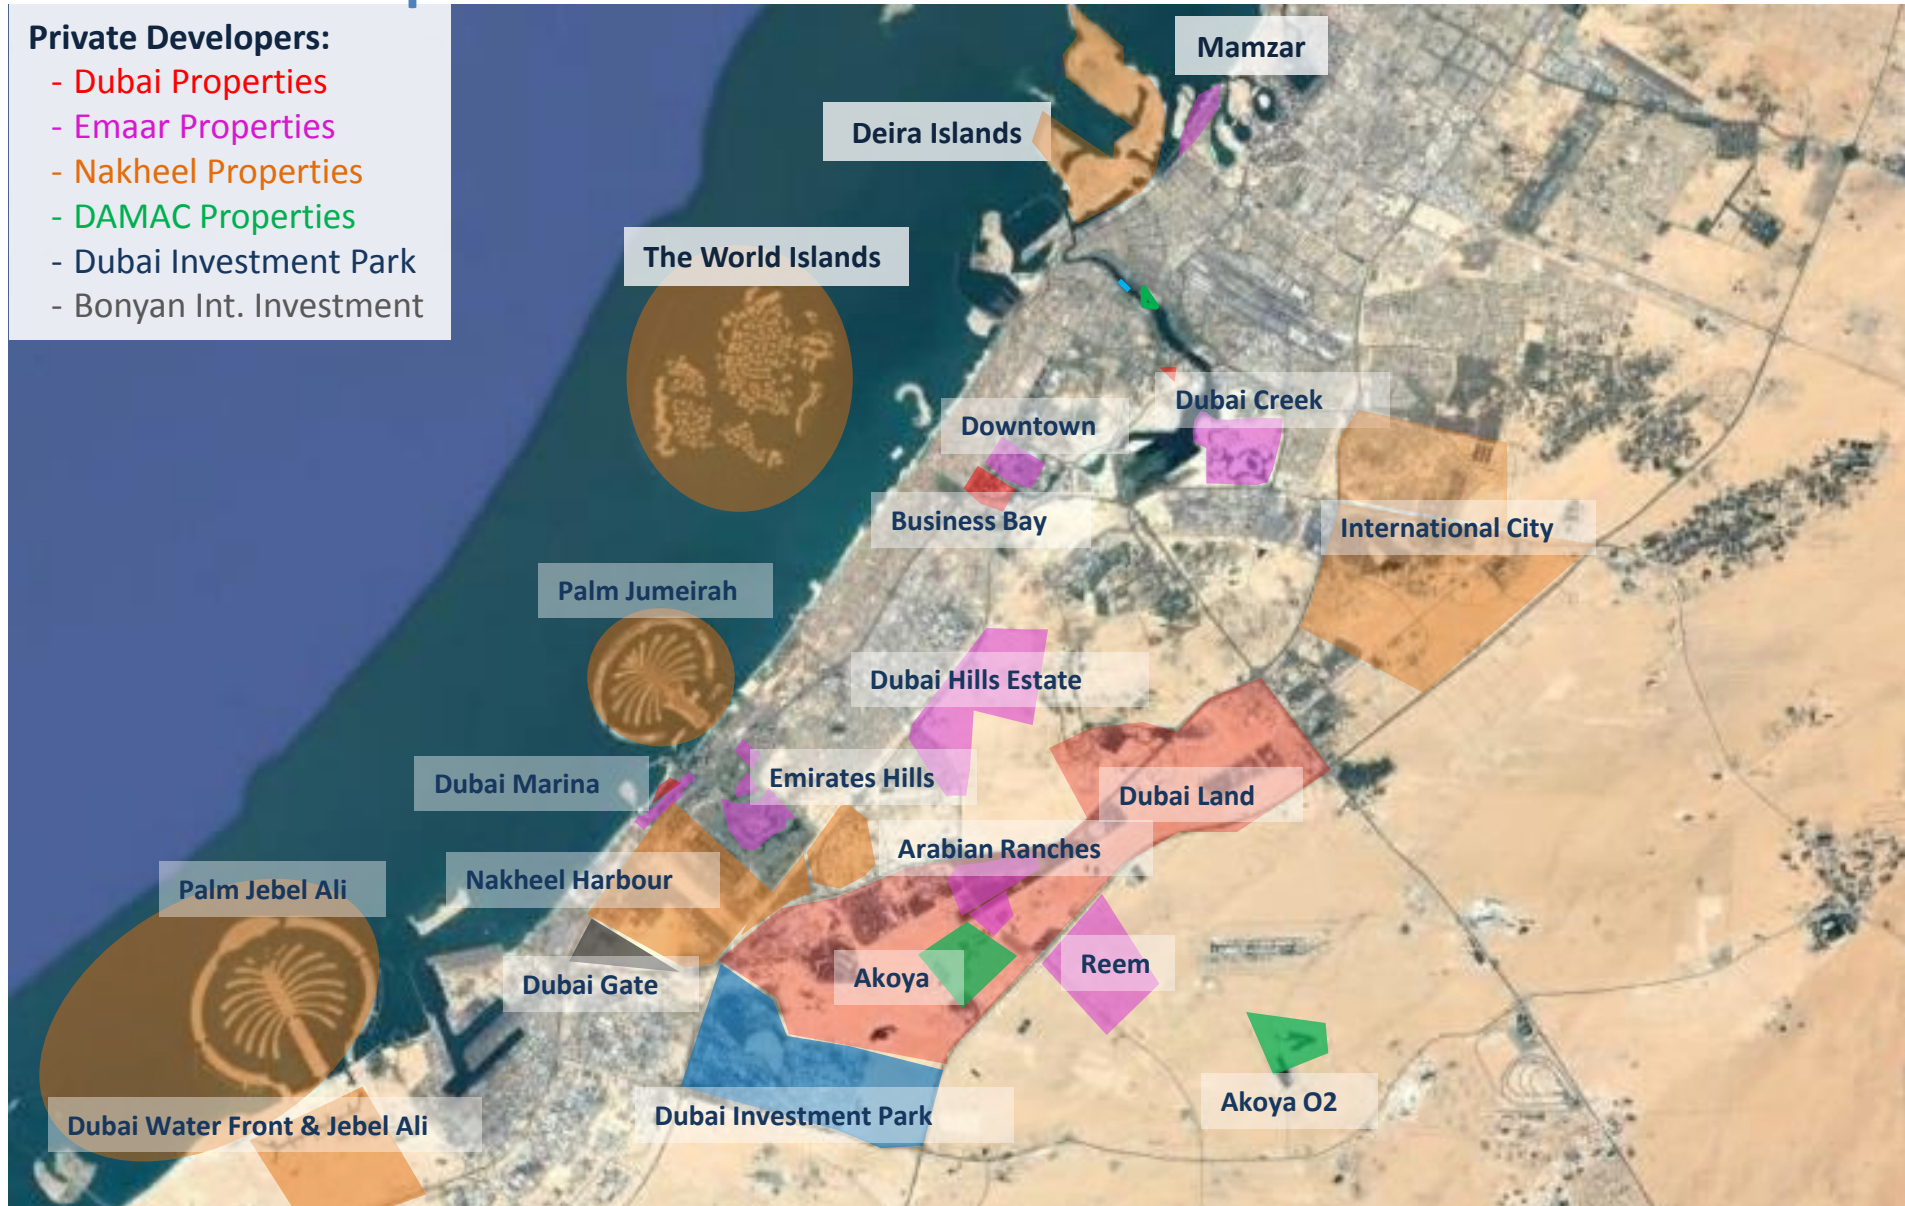 Private Developers:
- Dubai Properties
- Emaar Properties
- Nakheel Properties
- DAMAC Properties
- Dubai Investment Park
- Bonyan Int. Investment
Mamzar
Deira Islands
The World Islands
Dubai Creek
Downtown
Business Bay
International City
Palm Jumeirah
Dubai Hills Estate
Dubai Marina
Emirates Hills
Dubai Land
Arabian Ranches
Nakheel Harbour
Palm Jebel Ali
Dubai Gate
Akoya
Reem
Akoya O2
Dubai Water Front & Jebel Ali
Dubai Investment Park